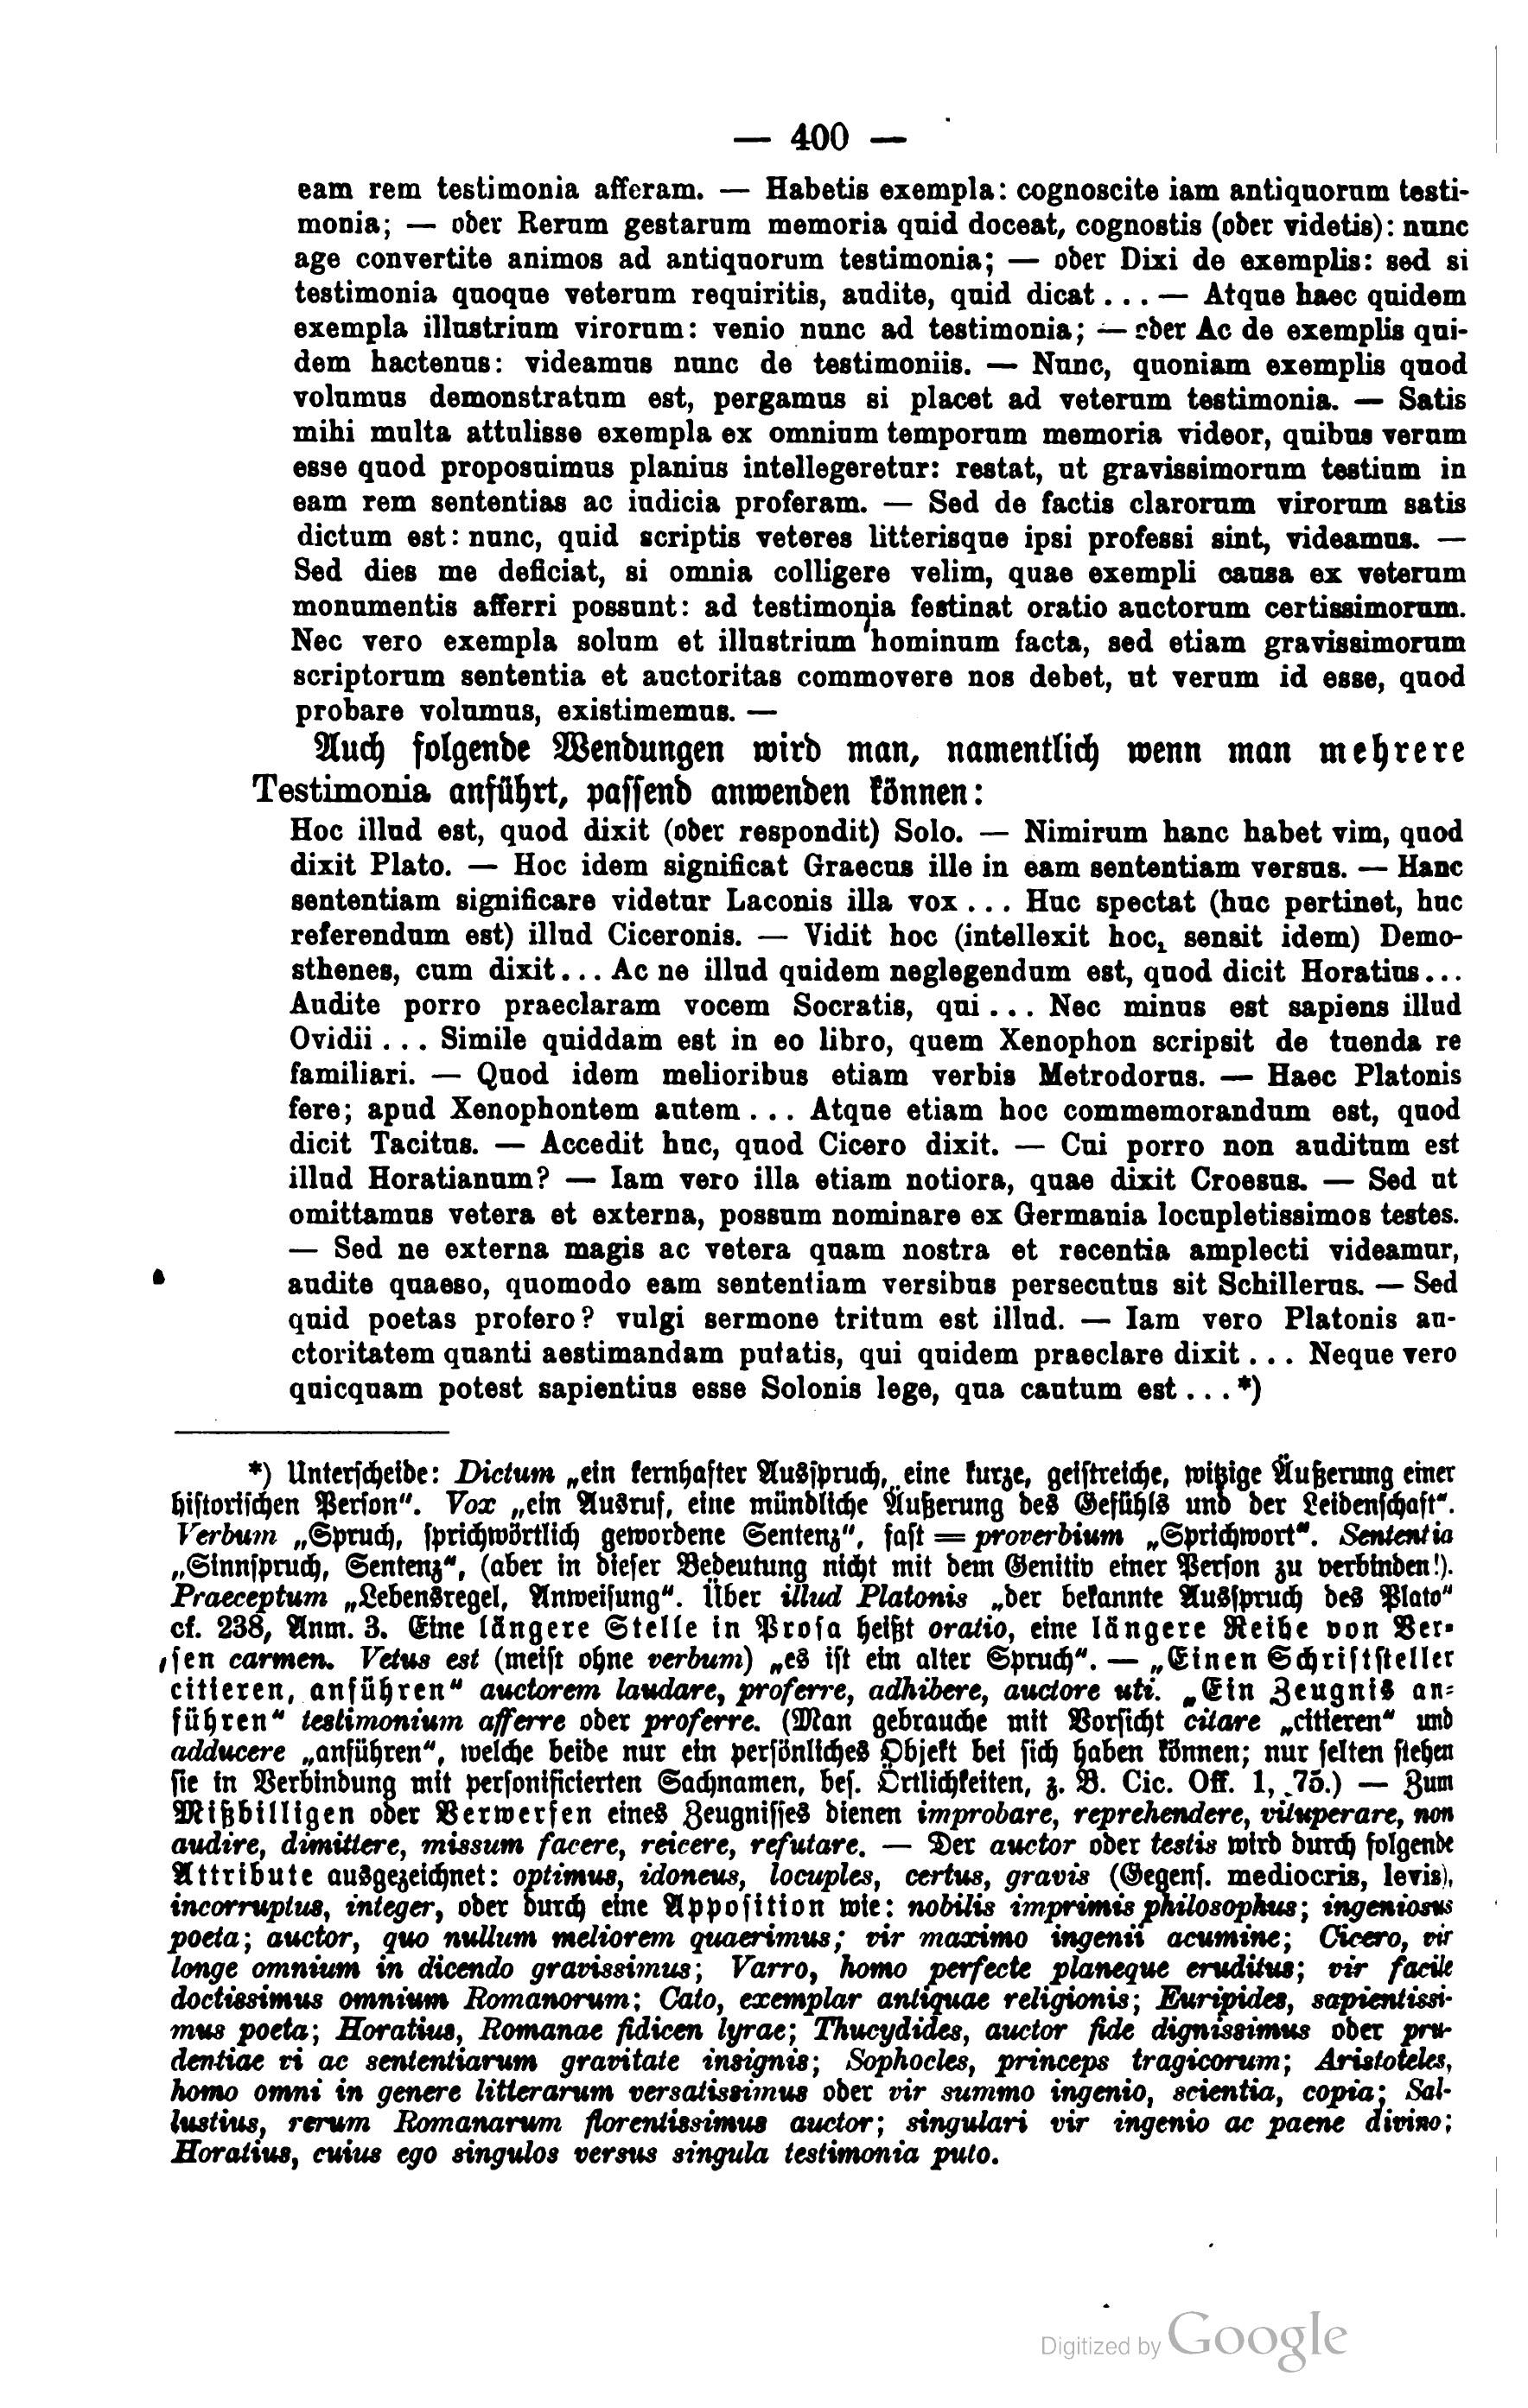 — 400 —
eam rem testimonia afferam. — Habetis exempla: cognoscite iam antiquorum testi-
monia; — oder Rerum gestarum memoria quid doceat, cognostis (oder videtis): nunc
age convertite animos ad antiquorum testimonia; — oder Dixi de exemplis: sed si
testimonia quoque veterum requiritis, audite, quid dicat . . . — Atque haec quidem
exempla illustrium virorum: venio nunc ad testimonia; — oder Ac de exemplis qui-
dem hactenus: videamus nunc de testimoniis. — Nunc, quoniam exemplis quod
volumus demonstratum est, pergamus si placet ad veterum testimonia. — Satis
mihi multa attulisse exempla ex omnium temporum memoria videor, quibus verum
esse quod proposuimus planius intellegeretur: restat, ut gravissimorum testium in
eam rem sententias ac iudicia proferam. — Sed de factis clarorum virorum satis
dictum est: nunc, quid scriptis veteres litterisque ipsi professi sint, videamus. —
Sed dies me deficiat, si omnia colligere velim, quae exempli causa ex veterum
monumentis afferri possunt: ad testimonia festinat oratio auctorum certissimorum.
Nec vero exempla solum et illustrium hominum facta, sed etiam gravissimorum
scriptorum sententia et auctoritas commovere nos debet, ut verum id esse, quod
probare volumus, existimemus. —
Auch folgende Wendungen wird man, namentlich wenn man mehrere
Testimonia anführt, passend anwenden können:
Hoc illud est, quod dixit (oder respondit) Solo. — Nimirum hanc habet vim, quod
dixit Plato. — Hoc idem significat Graecus ille in eam sententiam versus. — Hanc
sententiam significare videtur Laconis illa vox . . . Huc spectat (huc pertinet, huc
referendum est) illud Ciceronis. — Vidit hoc (intellexit hoc, sensit idem) Demo-
sthenes, cum dixit . . . Ac ne illud quidem neglegendum est, quod dicit Horatius . . .
Audite porro praeclaram vocem Socratis, qui . . . Nec minus est sapiens illud
Ovidii . . . Simile quiddam est in eo libro, quem Xenophon scripsit de tuenda re
familiari. — Quod idem melioribus etiam verbis Metrodorus. — Haec Platonis
fere; apud Xenophontem autem . . . Atque etiam hoc commemorandum est, quod
dicit Tacitus. — Accedit huc, quod Cicero dixit. — Cui porro non auditum est
illud Horatianum? — Iam vero illa etiam notiora, quae dixit Croesus. — Sed ut
omittamus vetera et externa, possum nominare ex Germania locupletissimos testes.
— Sed ne externa magis ac vetera quam nostra et recentia amplecti videamur,
audite quaeso, quomodo eam sententiam versibus persecutus sit Schillerus. — Sed
quid poetas profero? vulgi sermone tritum est illud. — Iam vero Platonis au-
ctoritatem quanti aestimandam putatis, qui quidem praeclare dixit . . . Neque vero
quicquam potest sapientius esse Solonis lege, qua cautum est . . . *)
*) Unterscheide: Dictum „ein kernhafter Ausspruch, eine kurze, geistreiche, witzige Äußerung einer
historischen Person“. Vox „ein Ausruf, eine mündliche Äußerung des Gefühls und der Leidenschaft“.
Verbum „Spruch, sprichwörtlich gewordene Sentenz“, fast = proverbium „Sprichwort“. Sententia
„Sinnspruch, Sentenz“, (aber in dieser Bedeutung nicht mit dem Genitiv einer Person zu verbinden!).
Praeceptum „Lebensregel, Anweisung“. Über illud Platonis „der bekannte Ausspruch des Plato“
cf. 238, Anm. 3. Eine längere Stelle in Prosa heißt oratio, eine längere Reihe von Ver-
sen carmen. Vetus est (meist ohne verbum) „es ist ein alter Spruch“. — „Einen Schriftsteller
citieren, anführen“ auctorem laudare, proferre, adhibere, auctore uti. „Ein Zeugnis an-
führen“ testimonium afferre oder proferre. (Man gebrauche mit Vorsicht citare „citieren“ und
adducere „anführen“, welche beide nur ein persönliches Objekt bei sich haben können; nur selten stehen
sie in Verbindung mit personificierten Sachnamen, bes. Örtlichkeiten, z. B. Cic. Off. 1, 75.) — Zum
Mißbilligen oder Verwerfen eines Zeugnisses dienen improbare, reprehendere, vituperare, non
audire, dimittere, missum facere, reicere, refutare. — Der auctor oder testis wird durch folgende
Attribute ausgezeichnet: optimus, idoneus, locuples, certus, gravis (Gegens. mediocris, levis),
incorruptus, integer, oder durch eine Apposition wie: nobilis imprimis philosophus; ingeniosus
poeta; auctor, quo nullum meliorem quaerimus; vir maximo ingenii acumine; Cicero, vir
longe omnium in dicendo gravissimus; Varro, homo perfecte planeque eruditus; vir facile
doctissimus omnium Romanorum; Cato, exemplar antiquae religionis; Euripides, sapientissi-
mus poeta; Horatius, Romanae fidicen lyrae; Thucydides, auctor fide dignissimus oder pru-
dentiae vi ac sententiarum gravitate insignis; Sophocles, princeps tragicorum; Aristoteles,
homo omni in genere litterarum versatissimus oder vir summo ingenio, scientia, copia; Sal-
lustius, rerum Romanarum florentissimus auctor; singulari vir ingenio ac paene divino;
Horatius, cuius ego singulos versus singula testimonia puto.
Digitized by Google